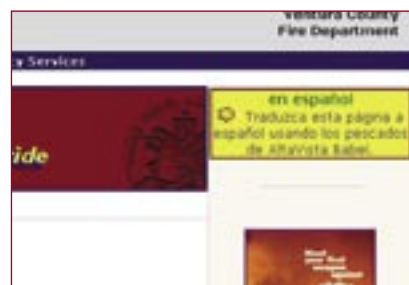 Ventura County
Fire Department
y Services
ide
en español
Traduzca esta página a
español usando los pescados
de AltaVista Babel.